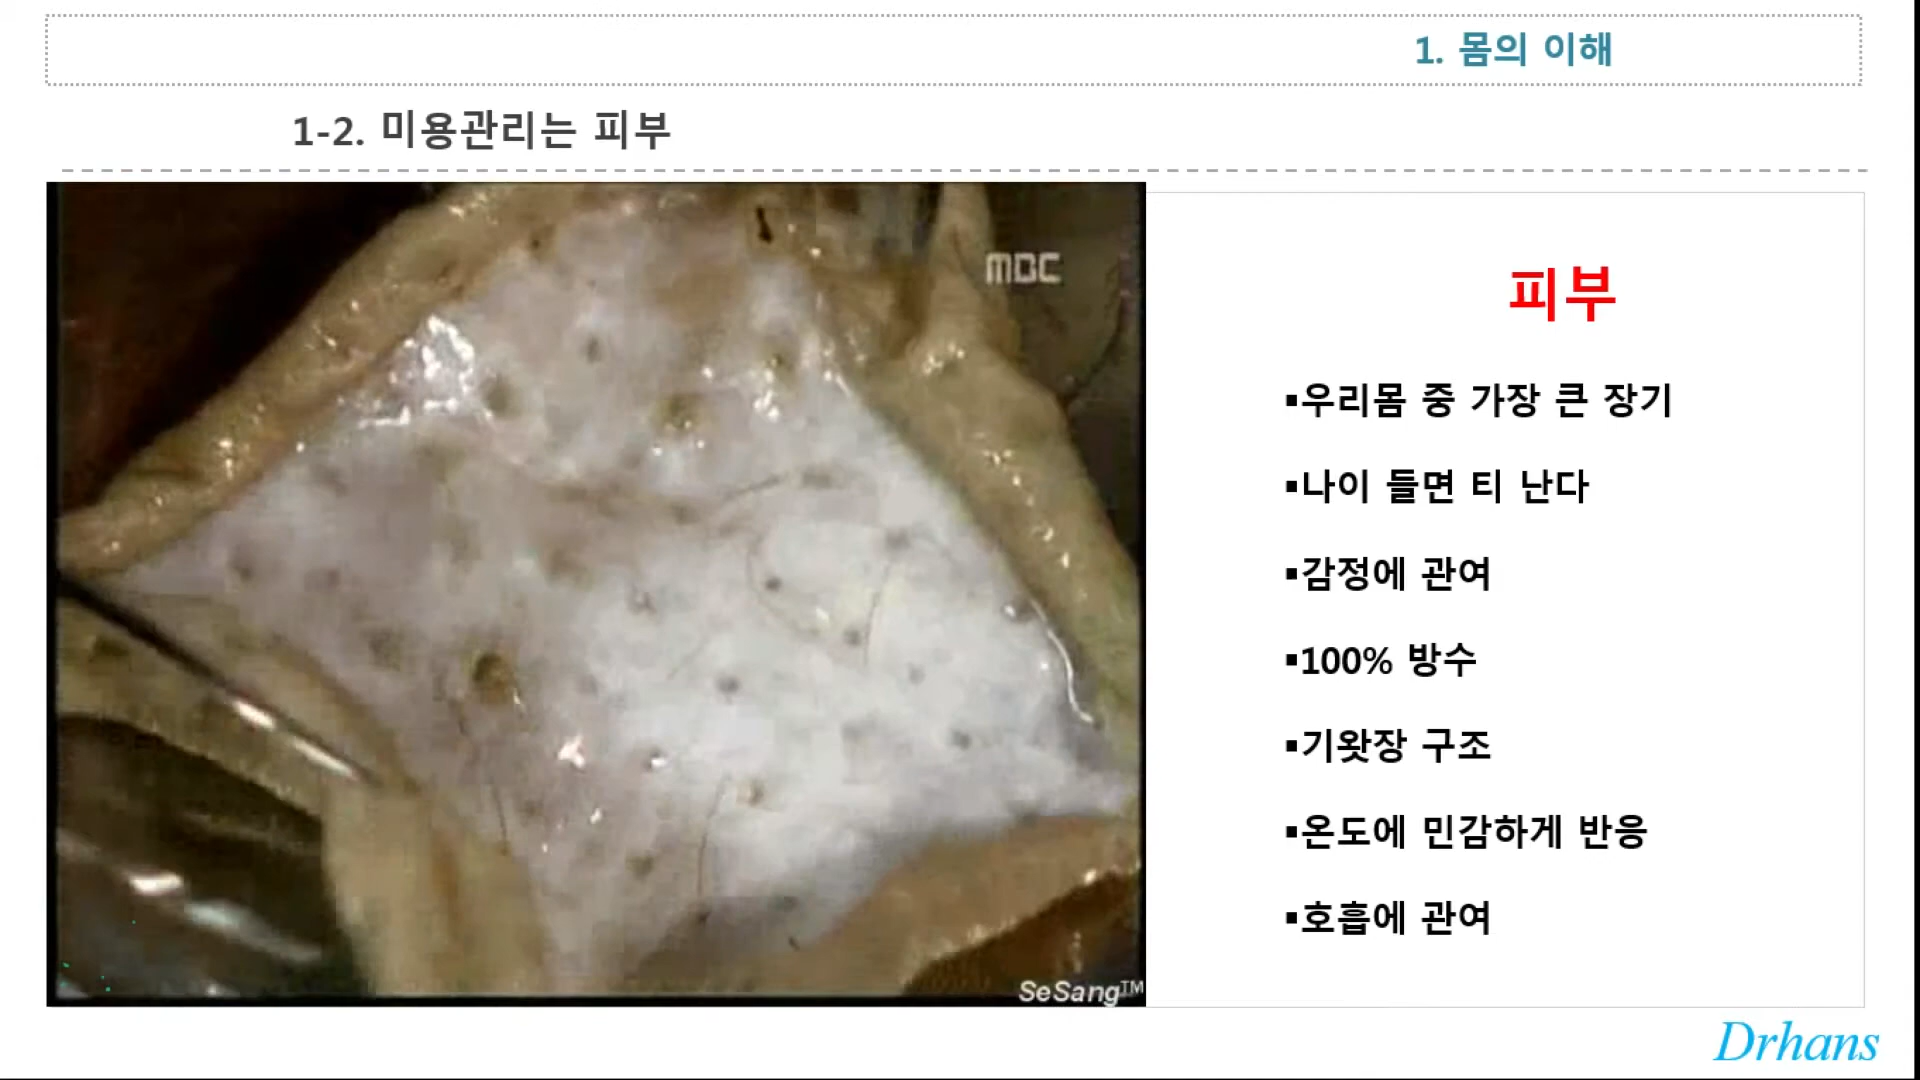 1. 몸의 이해
1-2. 미용관리는 피부
MBC
피부
▪우리몸 중 가장 큰 장기
▪나이 들면 티 난다
▪감정에 관여
▪100% 방수
▪기왓장 구조
▪온도에 민감하게 반응
▪호흡에 관여
SeSang™
Drhans